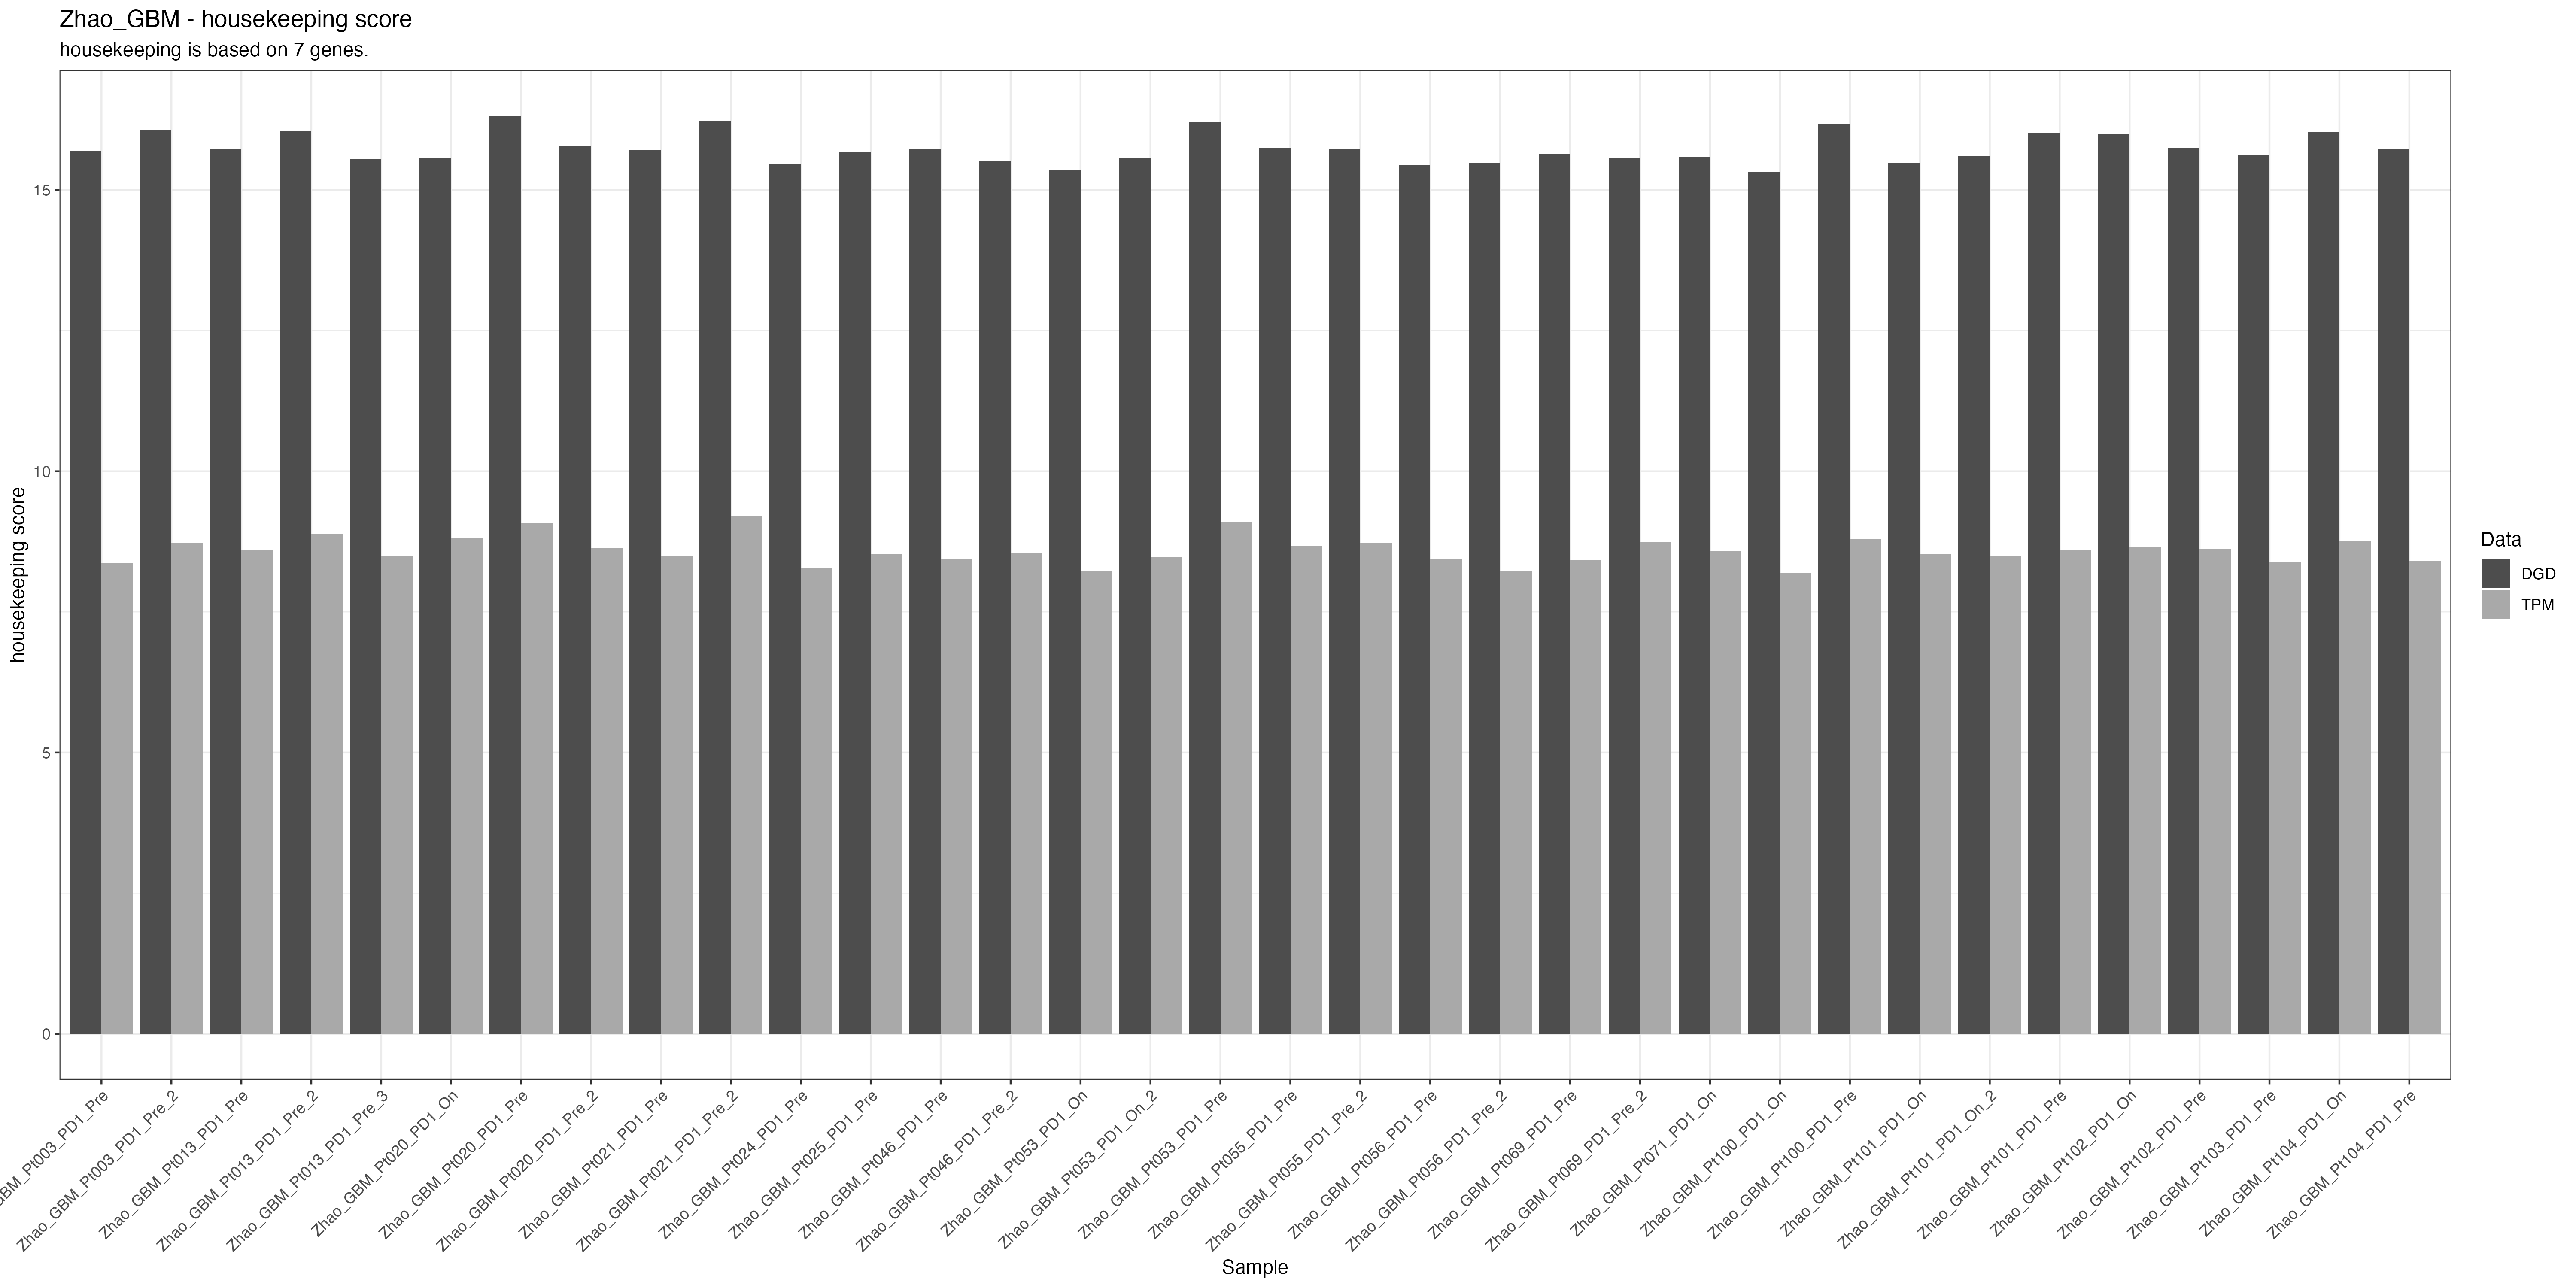 Zhao_GBM - housekeeping score
housekeeping is based on 7 genes.
housekeeping score
15
10
5
0
GBM_Pt003_PD1_Pre
Zhao_GBM_Pt003_PD1_Pre_2
Zhao_GBM_Pt013_PD1_Pre
Zhao_GBM_Pt013_PD1_Pre_2
Zhao_GBM_Pt013_PD1_Pre_3
Zhao_GBM_Pt020_PD1_On
Zhao_GBM_Pt020_PD1_Pre
Zhao_GBM_Pt020_PD1_Pre_2
Zhao_GBM_Pt021_PD1_Pre
Zhao_GBM_Pt021_PD1_Pre_2
Zhao_GBM_Pt024_PD1_Pre
Zhao_GBM_Pt025_PD1_Pre
Zhao_GBM_Pt046_PD1_Pre
Zhao_GBM_Pt046_PD1_Pre_2
Zhao_GBM_Pt053_PD1_On
Zhao_GBM_Pt053_PD1_On_2
Zhao_GBM_Pt053_PD1_Pre
Zhao_GBM_Pt055_PD1_Pre
Zhao_GBM_Pt055_PD1_Pre_2
Zhao_GBM_Pt056_PD1_Pre
Zhao_GBM_Pt056_PD1_Pre_2
Zhao_GBM_Pt069_PD1_Pre
Zhao_GBM_Pt069_PD1_Pre_2
Zhao_GBM_Pt071_PD1_On
Zhao_GBM_Pt100_PD1_On
Zhao_GBM_Pt100_PD1_Pre
Zhao_GBM_Pt101_PD1_On
Zhao_GBM_Pt101_PD1_On_2
Zhao_GBM_Pt101_PD1_Pre
Zhao_GBM_Pt102_PD1_On
Zhao_GBM_Pt102_PD1_Pre
Zhao_GBM_Pt103_PD1_Pre
Zhao_GBM_Pt104_PD1_On
Zhao_GBM_Pt104_PD1_Pre
Sample
Data
DGD
TPM